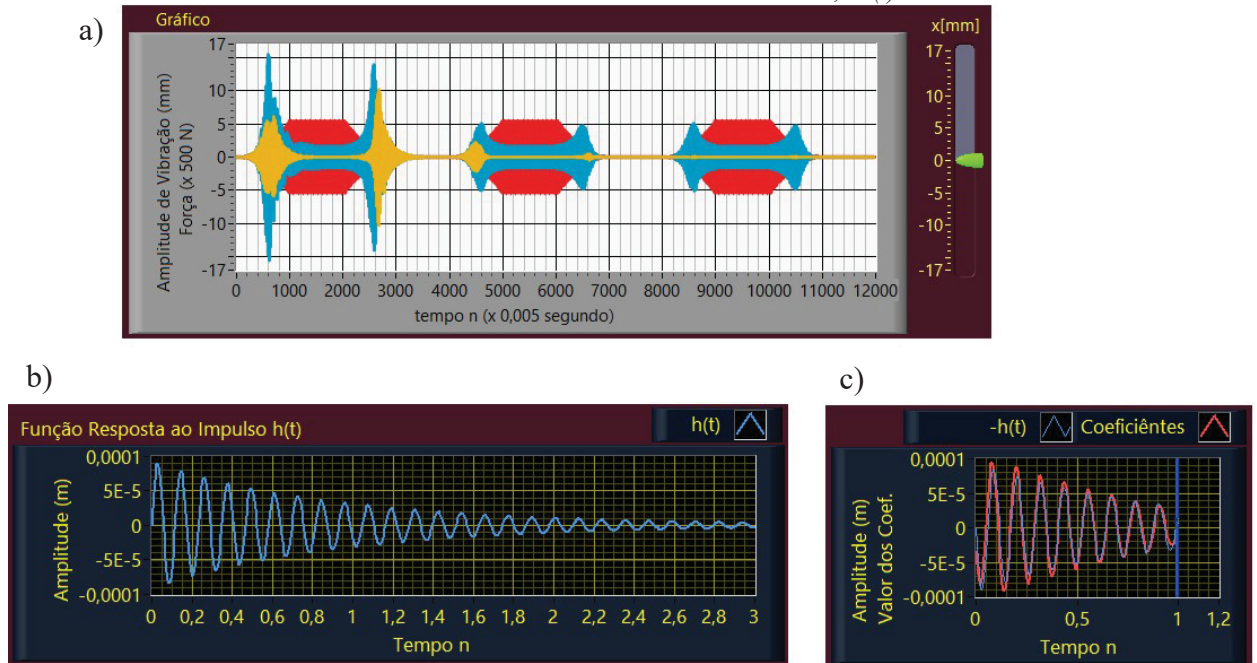 a)
Gráfico
x[mm]
17
10
5
0
-5
-10
-17
Amplitude de Vibração (mm)
Força (x 500 N)
0 1000 2000 3000 4000 5000 6000 7000 8000 9000 10000 11000 12000
tempo n (x 0,005 segundo)
17
10
5
0
-5
-10
-17
b)
Função Resposta ao Impulso h(t)
h(t)
0,0001
5E-5
0
-5E-5
-0,0001
Amplitude (m)
0 0,2 0,4 0,6 0,8 1 1,2 1,4 1,6 1,8 2 2,2 2,4 2,6 2,8 3
Tempo n
c)
-h(t) Coeficiêntes
0,0001
5E-5
0
-5E-5
-0,0001
Amplitude (m)
Valor dos Coef.
0 0,5 1 1,2
Tempo n